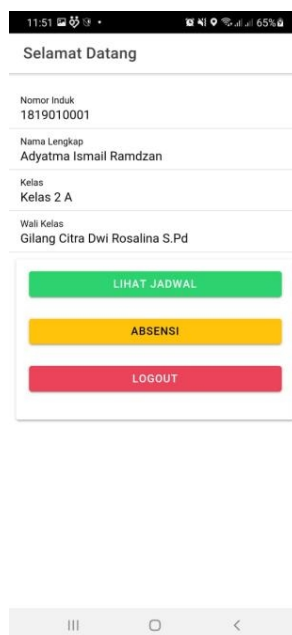 11:51 65%
Selamat Datang
Nomor Induk
1819010001
Nama Lengkap
Adyatma Ismail Ramdzan
Kelas
Kelas 2 A
Wali Kelas
Gilang Citra Dwi Rosalina S.Pd
LIHAT JADWAL
ABSENSI
LOGOUT